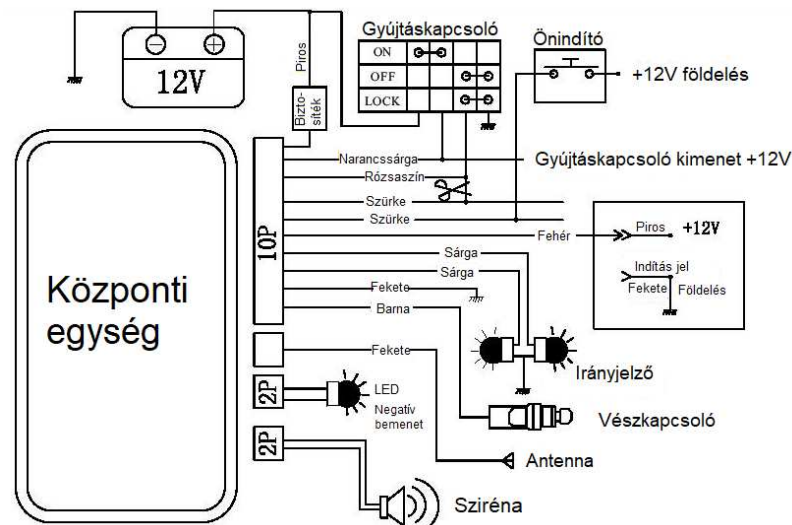 Gyújtáskapcsoló
ON
OFF
LOCK
Önindító
+12V földelés
12V
Piros
Bizto-
síték
Narancssárga
Gyújtáskapcsoló kimenet +12V
Rózsaszín
Szürke
Szürke
Fehér
Piros
+12V
Sárga
Indítás jel
Sárga
Fekete
Földelés
Fekete
Barna
10P
Központi
egység
Irányjelző
Fekete
2P
LED
Negatív
bemenet
Vészkapcsoló
2P
Antenna
Sziréna